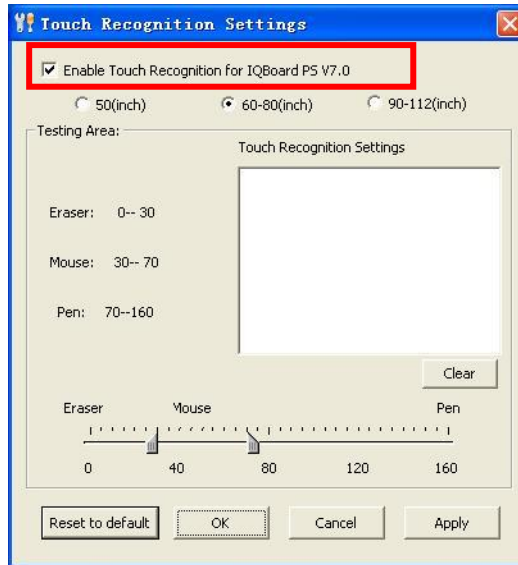 Touch Recognition Settings
Enable Touch Recognition for IQBoard PS V7.0
50(inch) 60-80(inch) 90-112(inch)
Testing Area:
Touch Recognition Settings
Eraser: 0-- 30
Mouse: 30-- 70
Pen: 70--160
Clear
Eraser Mouse Pen
0 40 80 120 160
Reset to default OK Cancel Apply